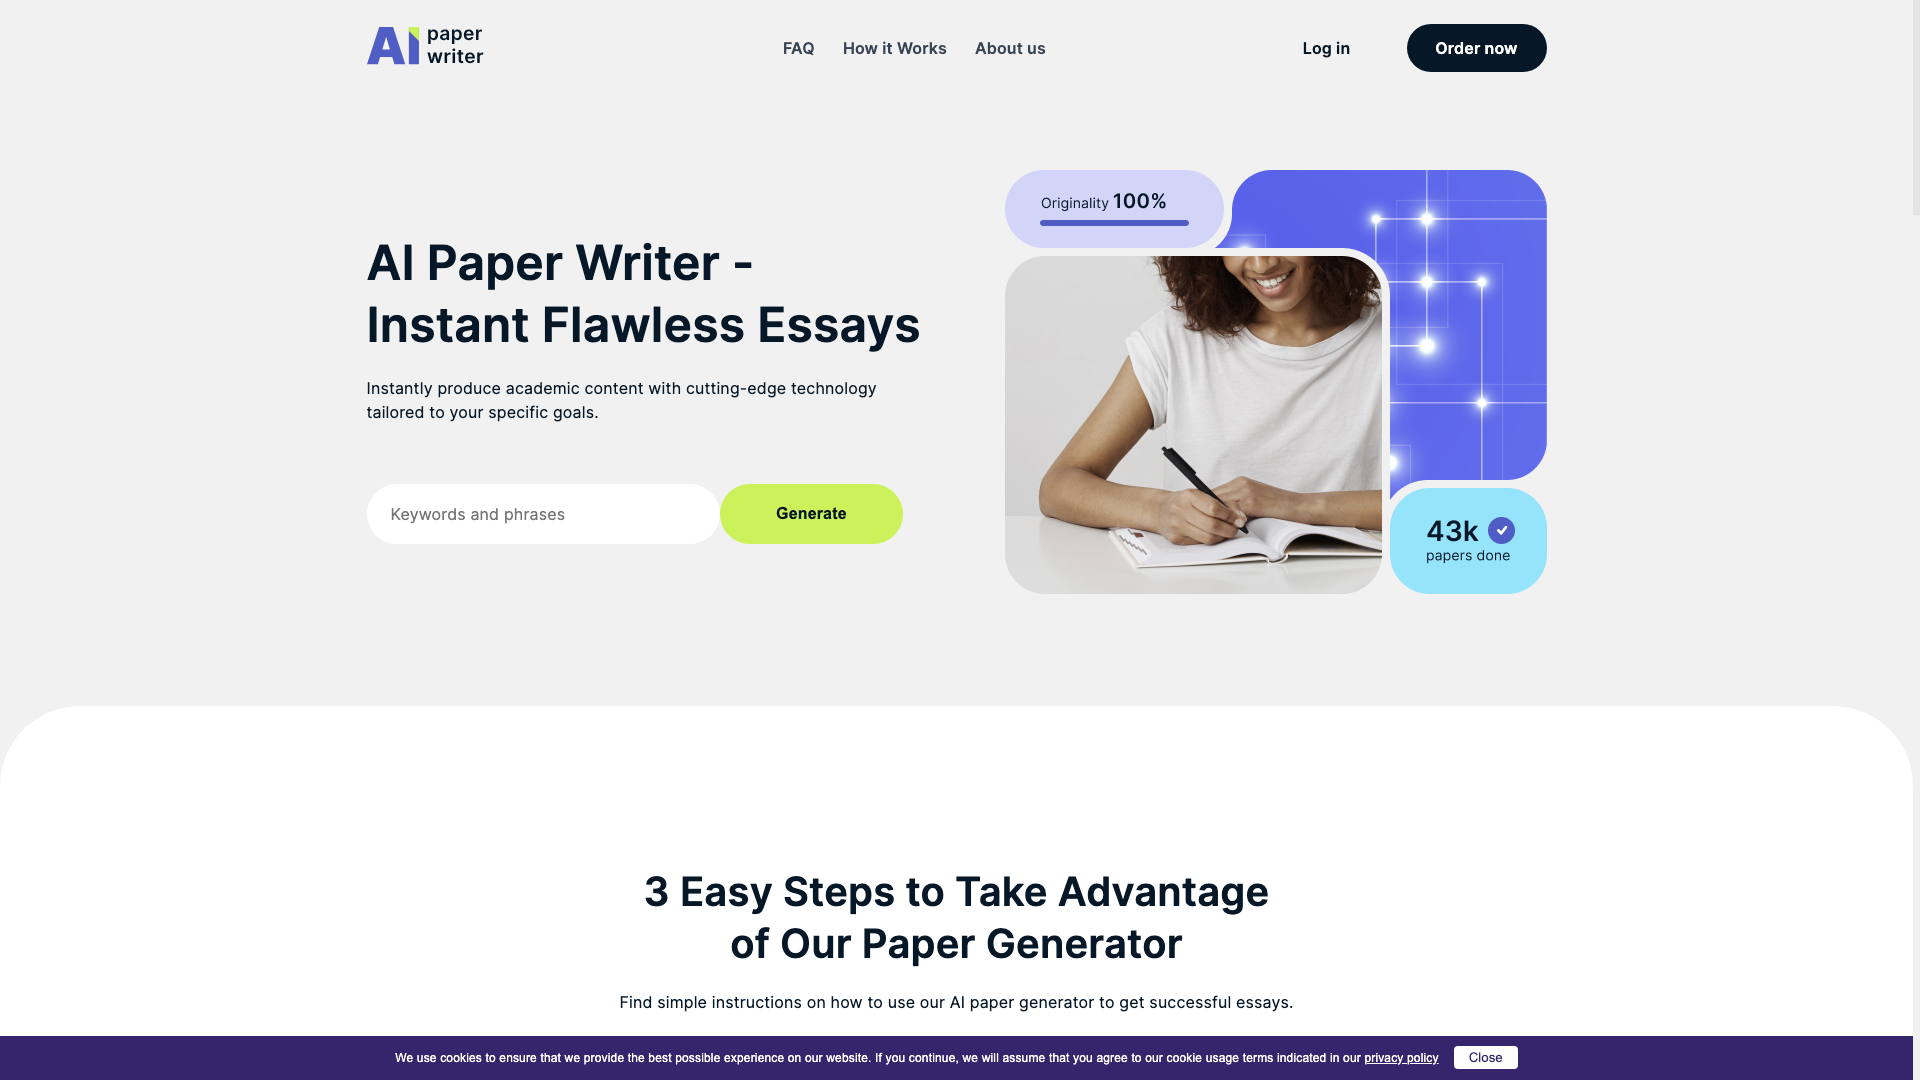 AI paper
writer
FAQ
How it Works
About us
Log in
Order now
Originality 100%
AI Paper Writer -
Instant Flawless Essays
Instantly produce academic content with cutting-edge technology
tailored to your specific goals.
Keywords and phrases
Generate
43k
papers done
3 Easy Steps to Take Advantage
of Our Paper Generator
Find simple instructions on how to use our AI paper generator to get successful essays.
We use cookies to ensure that we provide the best possible experience on our website. If you continue, we will assume that you agree to our cookie usage terms indicated in our privacy policy
Close